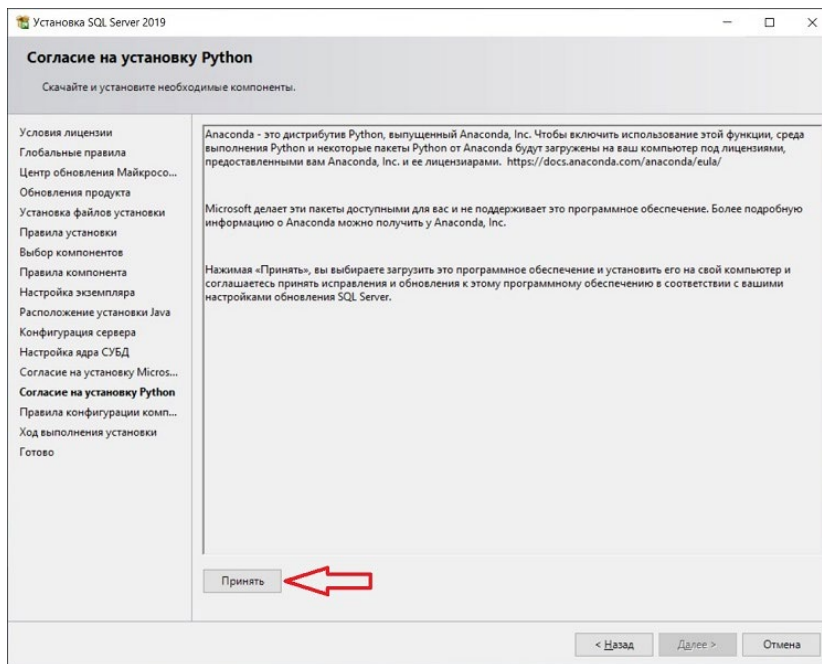 Установка SQL Server 2019
Согласие на установку Python
Скачайте и установите необходимые компоненты.
Условия лицензии
Глобальные правила
Центр обновления Майкросо...
Обновления продукта
Установка файлов установки
Правила установки
Выбор компонентов
Правила компонента
Настройка экземпляра
Расположение установки Java
Конфигурация сервера
Настройка ядра СУБД
Согласие на установку Micros...
Согласие на установку Python
Правила конфигурации комп...
Ход выполнения установки
Готово
Anaconda - это дистрибутив Python, выпущенный Anaconda, Inc. Чтобы включить использование этой функции, среда
выполнения Python и некоторые пакеты Python от Anaconda будут загружены на ваш компьютер под лицензиями,
предоставленными вам Anaconda, Inc. и ее лицензиарами. https://docs.anaconda.com/anaconda/eula/
Microsoft делает эти пакеты доступными для вас и не поддерживает это программное обеспечение. Более подробную
информацию о Anaconda можно получить у Anaconda, Inc.
Нажимая «Принять», вы выбираете загрузить это программное обеспечение и установить его на свой компьютер и
соглашаетесь принять исправления и обновления к этому программному обеспечению в соответствии с вашими
настройками обновления SQL Server.
Принять
< Назад
Далее >
Отмена